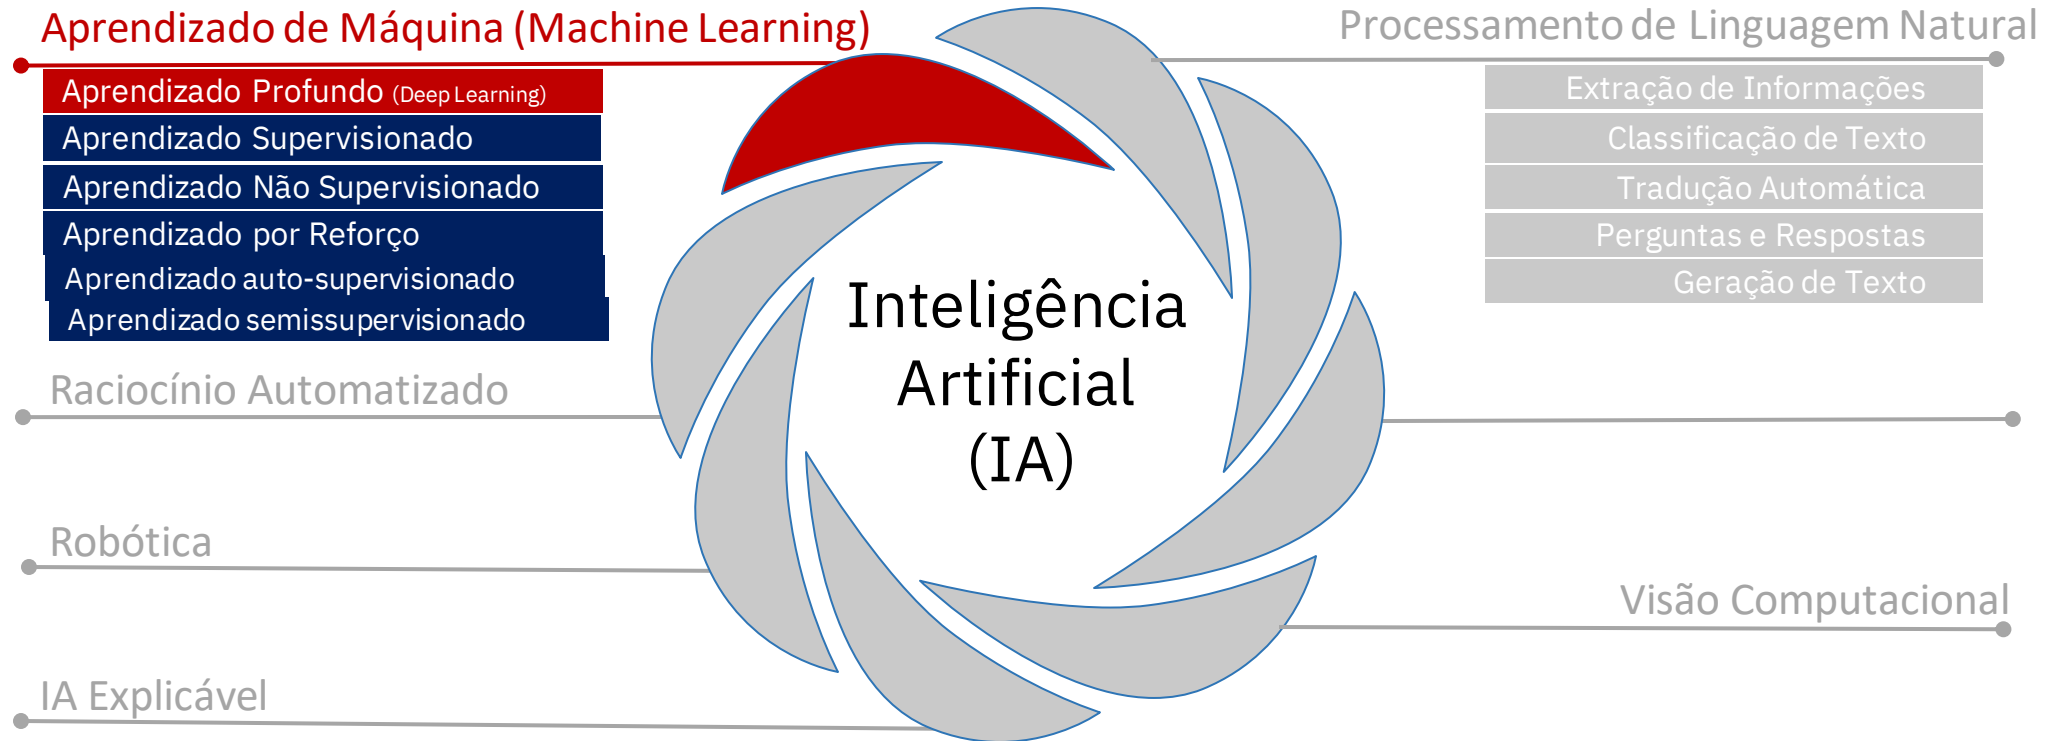 Aprendizado de Máquina (Machine Learning)
Aprendizado Profundo (Deep Learning)
Aprendizado Supervisionado
Aprendizado Não Supervisionado
Aprendizado por Reforço
Aprendizado auto-supervisionado
Aprendizado semissupervisionado
Raciocínio Automatizado
Robótica
IA Explicável
Inteligência
Artificial
(IA)
Processamento de Linguagem Natural
Extração de Informações
Classificação de Texto
Tradução Automática
Perguntas e Respostas
Geração de Texto
Visão Computacional